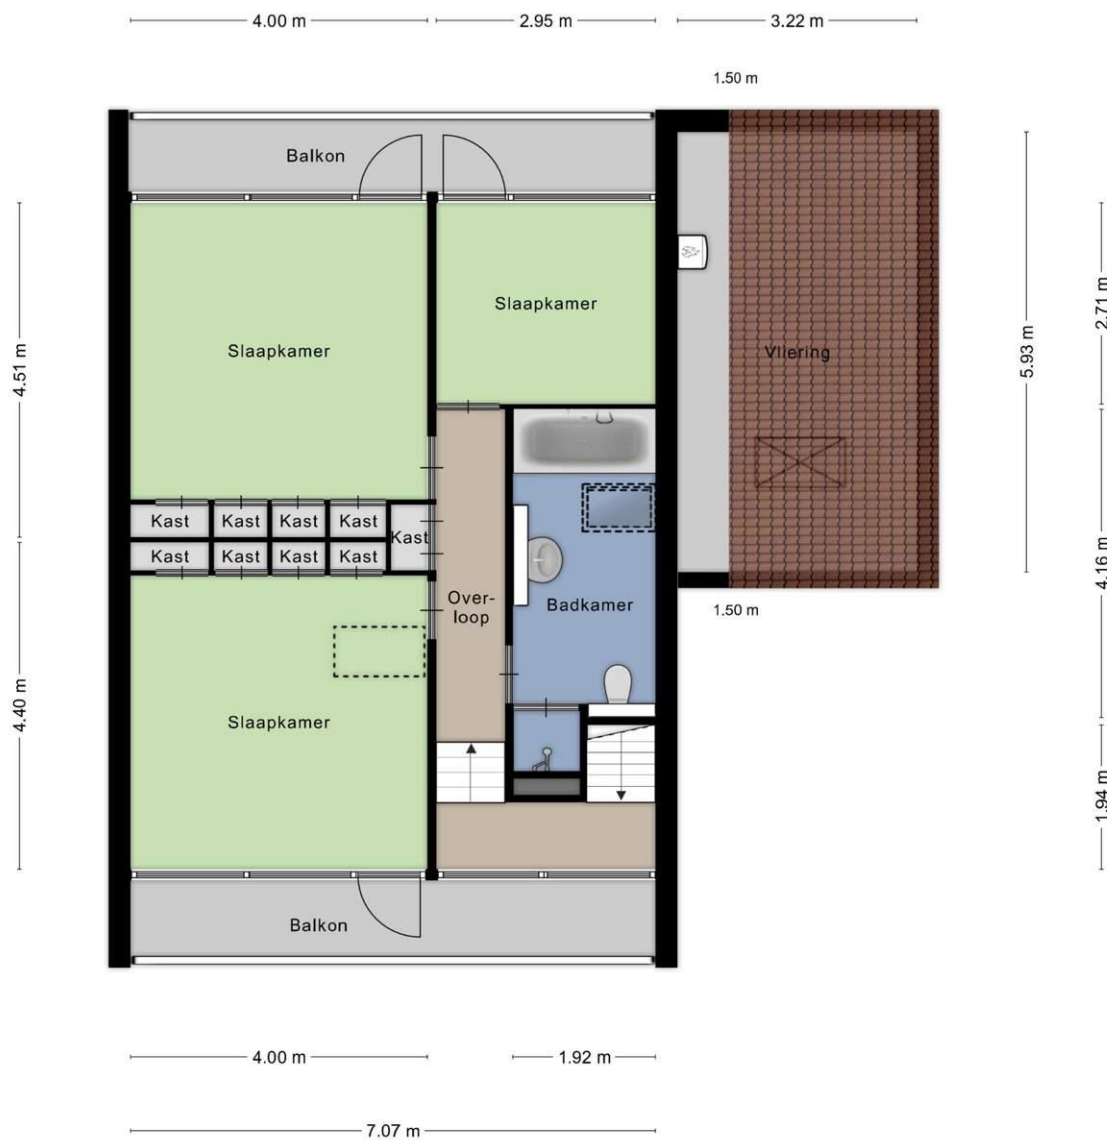 4.00 m
2.95 m
3.22 m
1.50 m
Balkon
Slaapkamer
Slaapkamer
Vliering
4.51 m
2.71 m
5.93 m
Kast
Kast
Kast
Kast
Kast
Kast
Kast
Kast
Kast
4.16 m
Over-
loop
Badkamer
1.50 m
4.40 m
Slaapkamer
1.94 m
Balkon
4.00 m
1.92 m
7.07 m